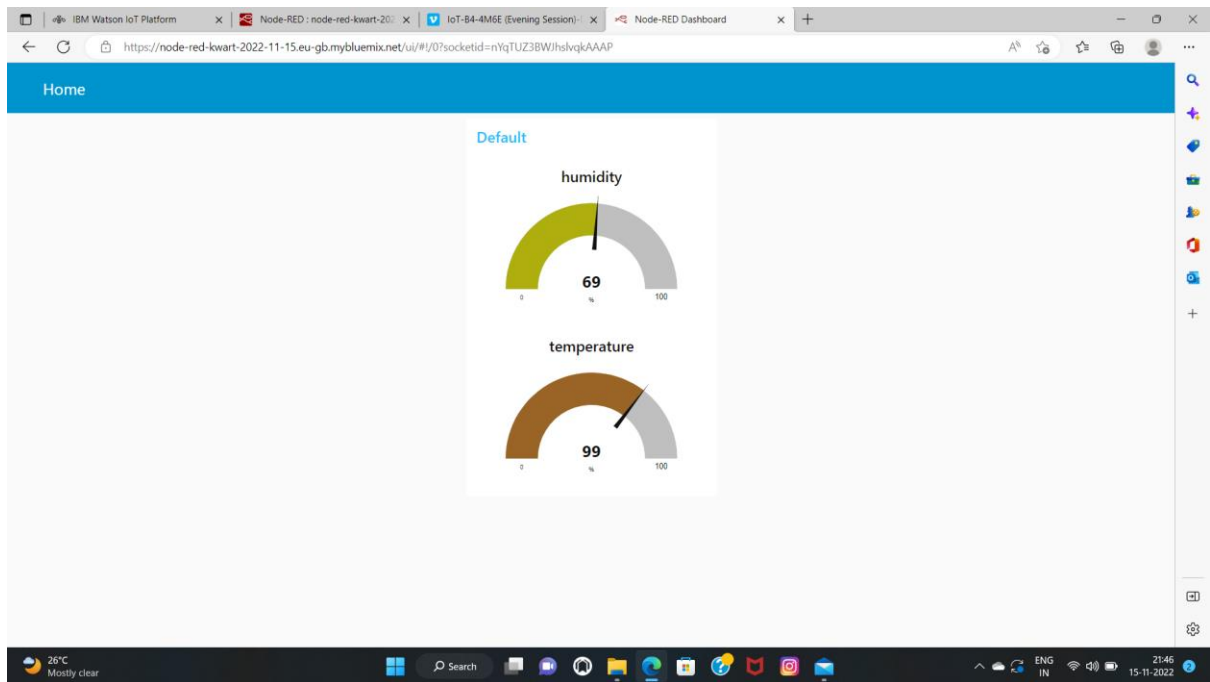 IBM Watson IoT Platform
Node-RED : node-red-kwart-202
IoT-B4-4M6E (Evening Session)-
Node-RED Dashboard
https://node-red-kwart-2022-11-15.eu-gb.mybluemix.net/ui/#!/0?socketid=nYqTUZ3BWJhslvqkAAAP
Home
Default
humidity
69
0 % 100
temperature
99
0 % 100
26°C
Mostly clear
Search
ENG
IN
21:46
15-11-2022
2